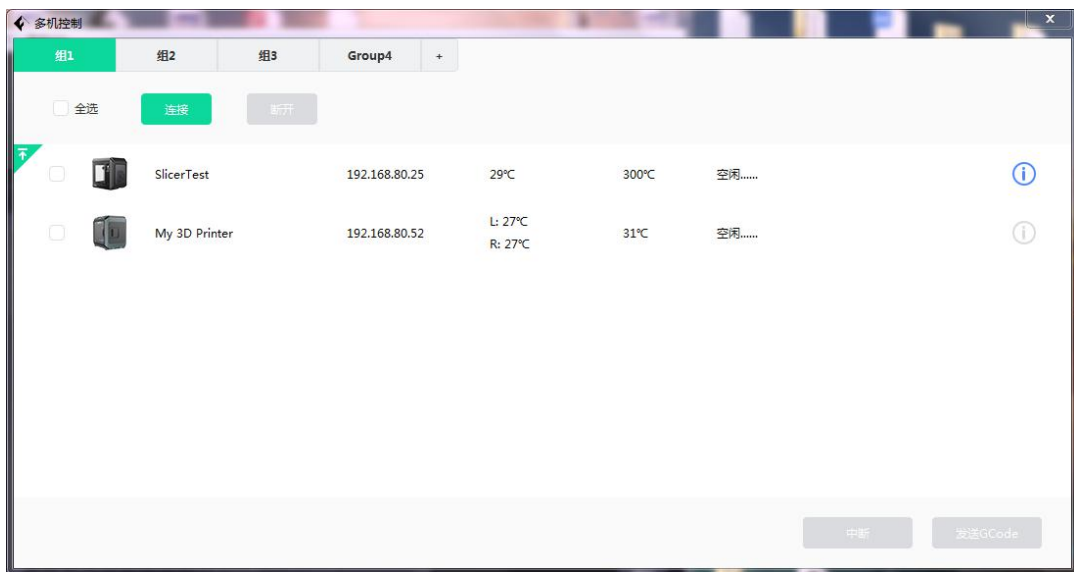 多机控制
x
组1 组2 组3 Group4 +
全选 连接 断开
SlicerTest 192.168.80.25 29℃ 300℃ 空闲......
My 3D Printer 192.168.80.52 L: 27℃ R: 27℃ 31℃ 空闲......
中断 发送GCode